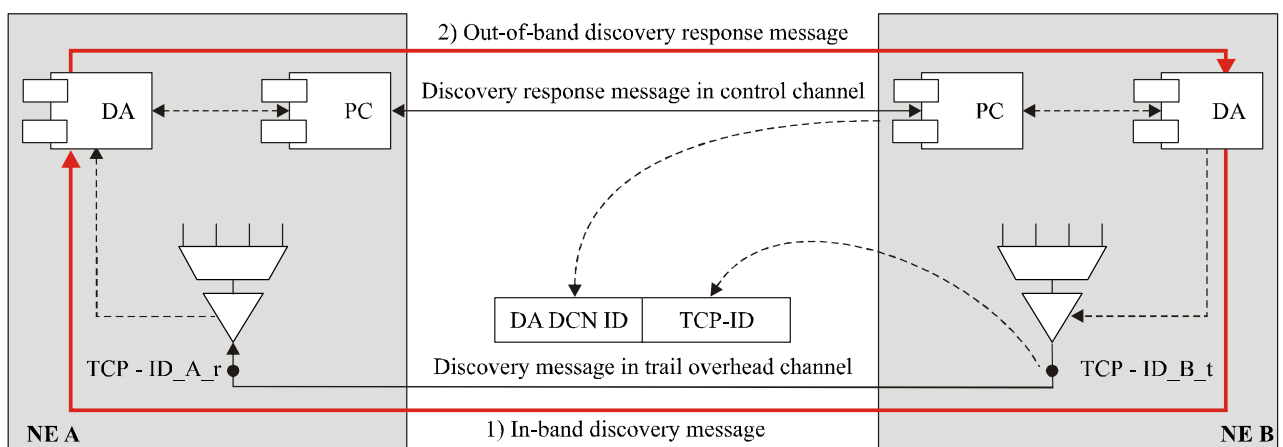 2) Out-of-band discovery response message
DA
PC
Discovery response message in control channel
PC
DA
DA DCN ID
TCP-ID
TCP - ID_A_r
Discovery message in trail overhead channel
TCP - ID_B_t
NE A
1) In-band discovery message
NE B